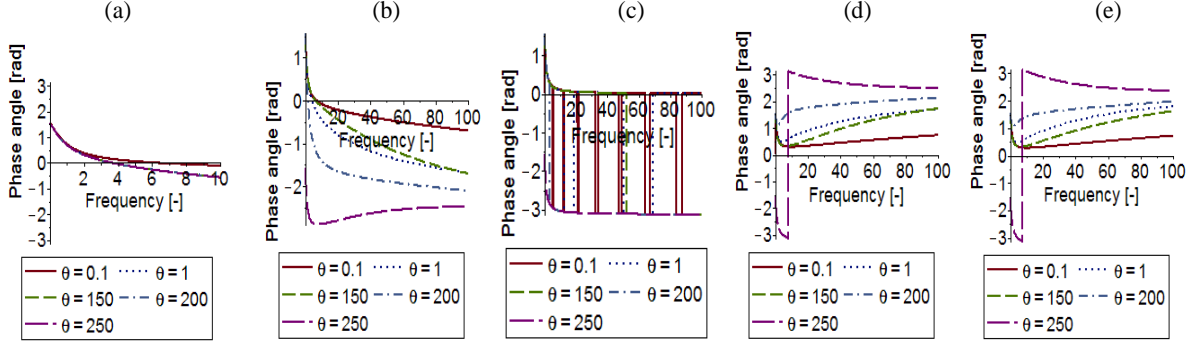 (a)
Phase angle [rad]
3
2
1
0
-1
-2
-3
2 4 6 8 10
Frequency [-]
θ = 0.1 θ = 1
θ = 150 θ = 200
θ = 250
(b)
Phase angle [rad]
1
0
-1
-2
20 40 60 80 100
Frequency [-]
θ = 0.1 θ = 1
θ = 150 θ = 200
θ = 250
(c)
Phase angle [rad]
1
0
-1
-2
-3
20 40 60 80 100
Frequency [-]
θ = 0.1 θ = 1
θ = 150 θ = 200
θ = 250
(d)
Phase angle [rad]
3
2
1
0
-1
-2
-3
20 40 60 80 100
Frequency [-]
θ = 0.1 θ = 1
θ = 150 θ = 200
θ = 250
(e)
Phase angle [rad]
3
2
1
0
-1
-2
-3
20 40 60 80 100
Frequency [-]
θ = 0.1 θ = 1
θ = 150 θ = 200
θ = 250